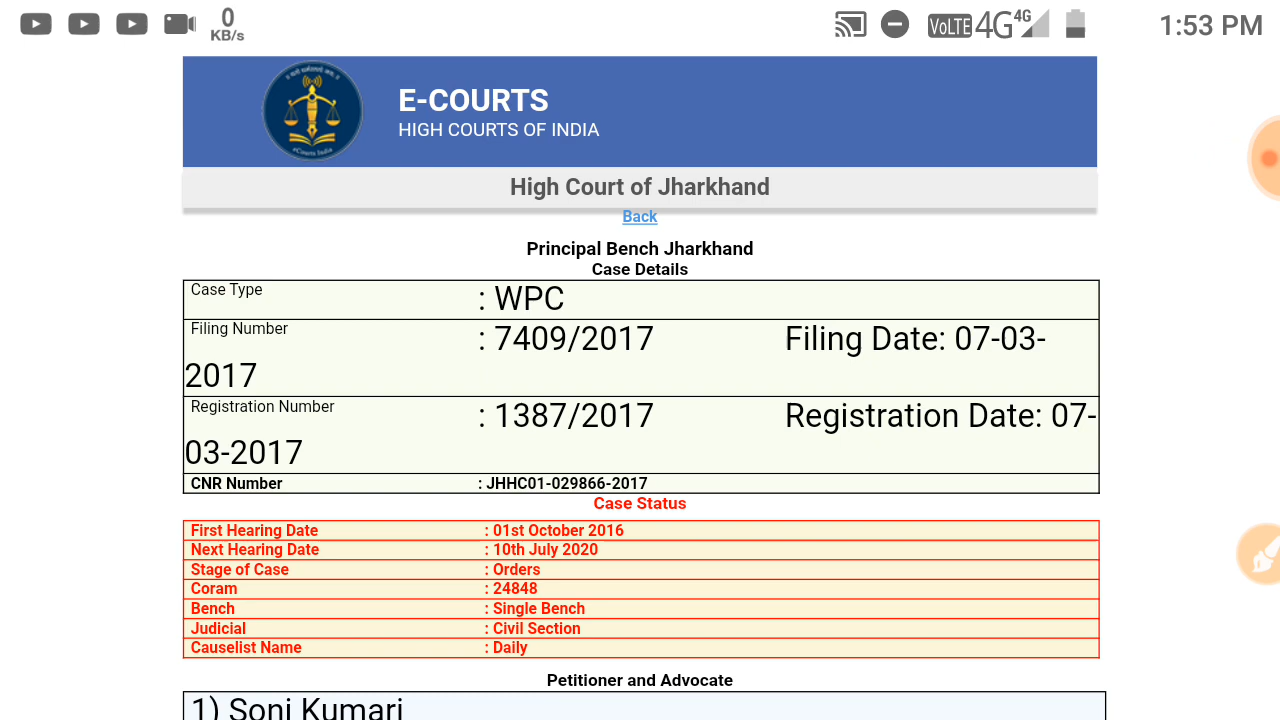 0
KB/s
VoLTE 4G 4G
1:53 PM
E-COURTS
HIGH COURTS OF INDIA
High Court of Jharkhand
Back
Principal Bench Jharkhand
Case Details
Case Type : WPC
Filing Number : 7409/2017 Filing Date: 07-03-
2017
Registration Number : 1387/2017 Registration Date: 07-
03-2017
CNR Number : JHHC01-029866-2017
Case Status
First Hearing Date : 01st October 2016
Next Hearing Date : 10th July 2020
Stage of Case : Orders
Coram : 24848
Bench : Single Bench
Judicial : Civil Section
Causelist Name : Daily
Petitioner and Advocate
1) Soni Kumari